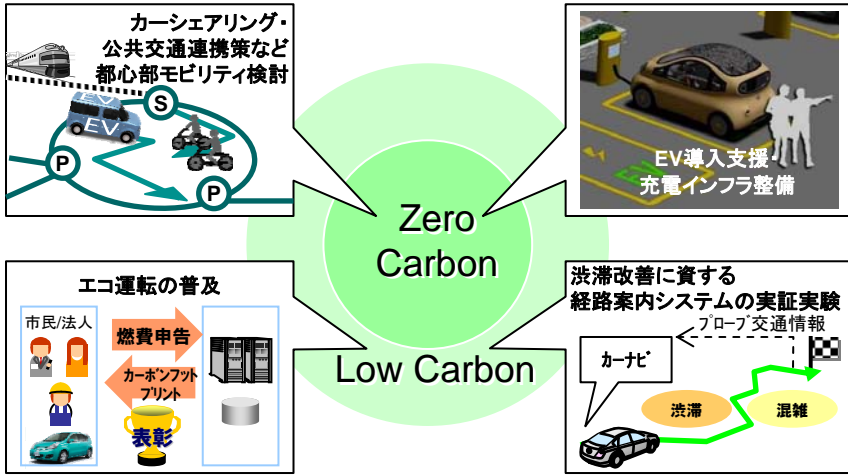 カーシェアリング・
公共交通連携策など
都心部モビリティ検討
EV
EV
S
P
P
EV導入支援・
充電インフラ整備
EV
Zero
Carbon
Low Carbon
エコ運転の普及
市民/法人
燃費申告
カーボンフット
プリント
表彰
渋滞改善に資する
経路案内システムの実証実験
プローブ交通情報
カーナビ
渋滞
混雑